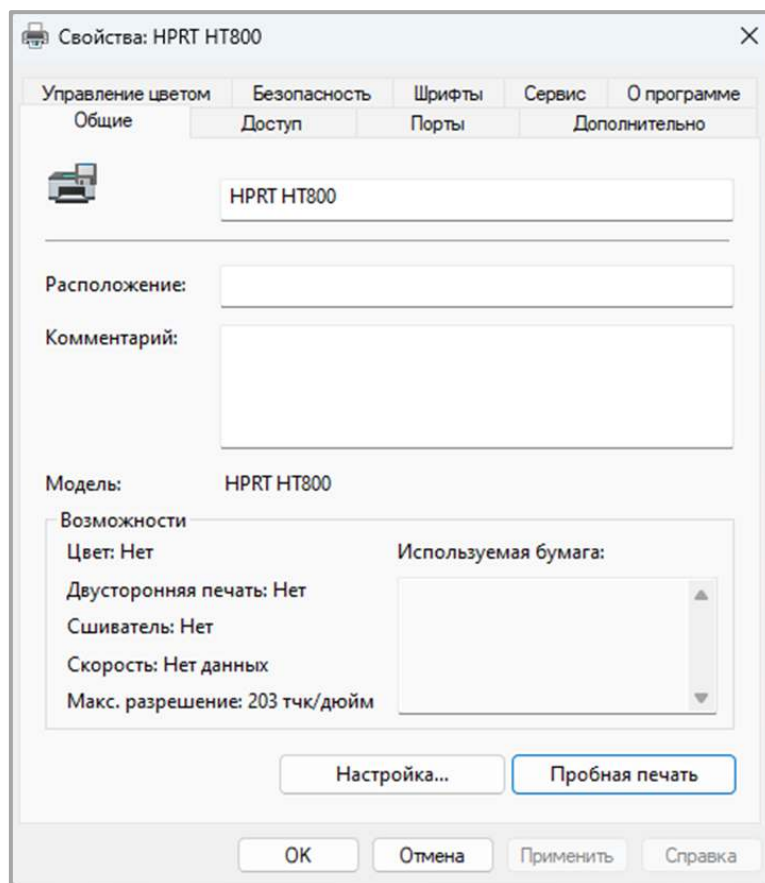 Свойства: HPRT HT800
Управление цветом Безопасность Шрифты Сервис О программе
Общие Доступ Порты Дополнительно
HPRT HT800
Расположение:
Комментарий:
Модель: HPRT HT800
Возможности
Цвет: Нет Используемая бумага:
Двусторонняя печать: Нет
Сшиватель: Нет
Скорость: Нет данных
Макс. разрешение: 203 тчк/дюйм
Настройка... Пробная печать
ОК Отмена Применить Справка